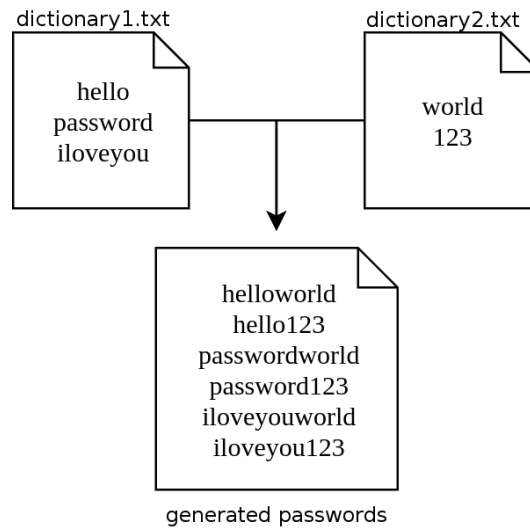 dictionary1.txt
hello
password
iloveyou
dictionary2.txt
world
123
helloworld
hello123
passwordworld
password123
iloveyouworld
iloveyou123
generated passwords